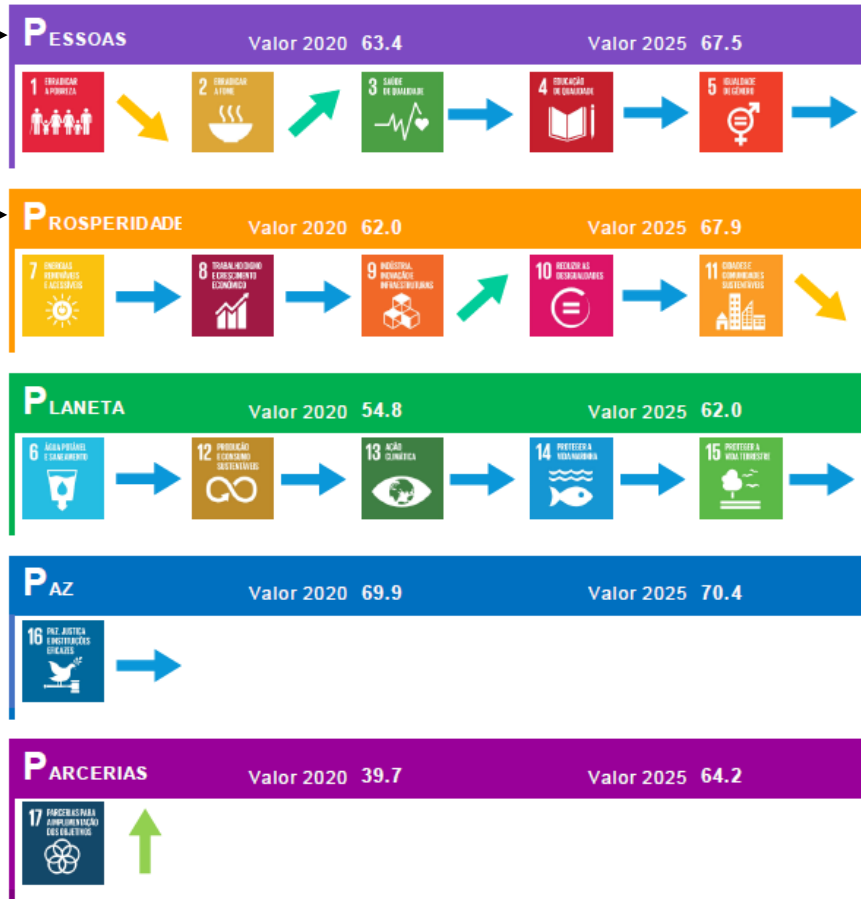 PESSOAS Valor 2020 63.4 Valor 2025 67.5
1 ERRADICAR
A POBREZA
2 ERRADICAR
A FOME
3 SAÚDE
DE QUALIDADE
4 EDUCAÇÃO
DE QUALIDADE
5 IGUALDADE
DE GÉNERO
PROSPERIDADE Valor 2020 62.0 Valor 2025 67.9
7 ENERGIAS
RENOVÁVEIS
E ACESSÍVEIS
8 TRABALHO DIGNO
E CRESCIMENTO
ECONÓMICO
9 INDÚSTRIA,
INOVAÇÃO E
INFRAESTRUTURAS
10 REDUZIR AS
DESIGUALDADES
11 CIDADES E
COMUNIDADES
SUSTENTÁVEIS
PLANETA Valor 2020 54.8 Valor 2025 62.0
6 ÁGUA POTÁVEL
E SANEAMENTO
12 PRODUÇÃO
E CONSUMO
SUSTENTÁVEIS
13 AÇÃO
CLIMÁTICA
14 PROTEGER A
VIDA MARINHA
15 PROTEGER A
VIDA TERRESTRE
PAZ Valor 2020 69.9 Valor 2025 70.4
16 PAZ, JUSTIÇA
E INSTITUIÇÕES
EFICAZES
PARCERIAS Valor 2020 39.7 Valor 2025 64.2
17 PARCERIAS PARA
A IMPLEMENTAÇÃO
DOS OBJETIVOS